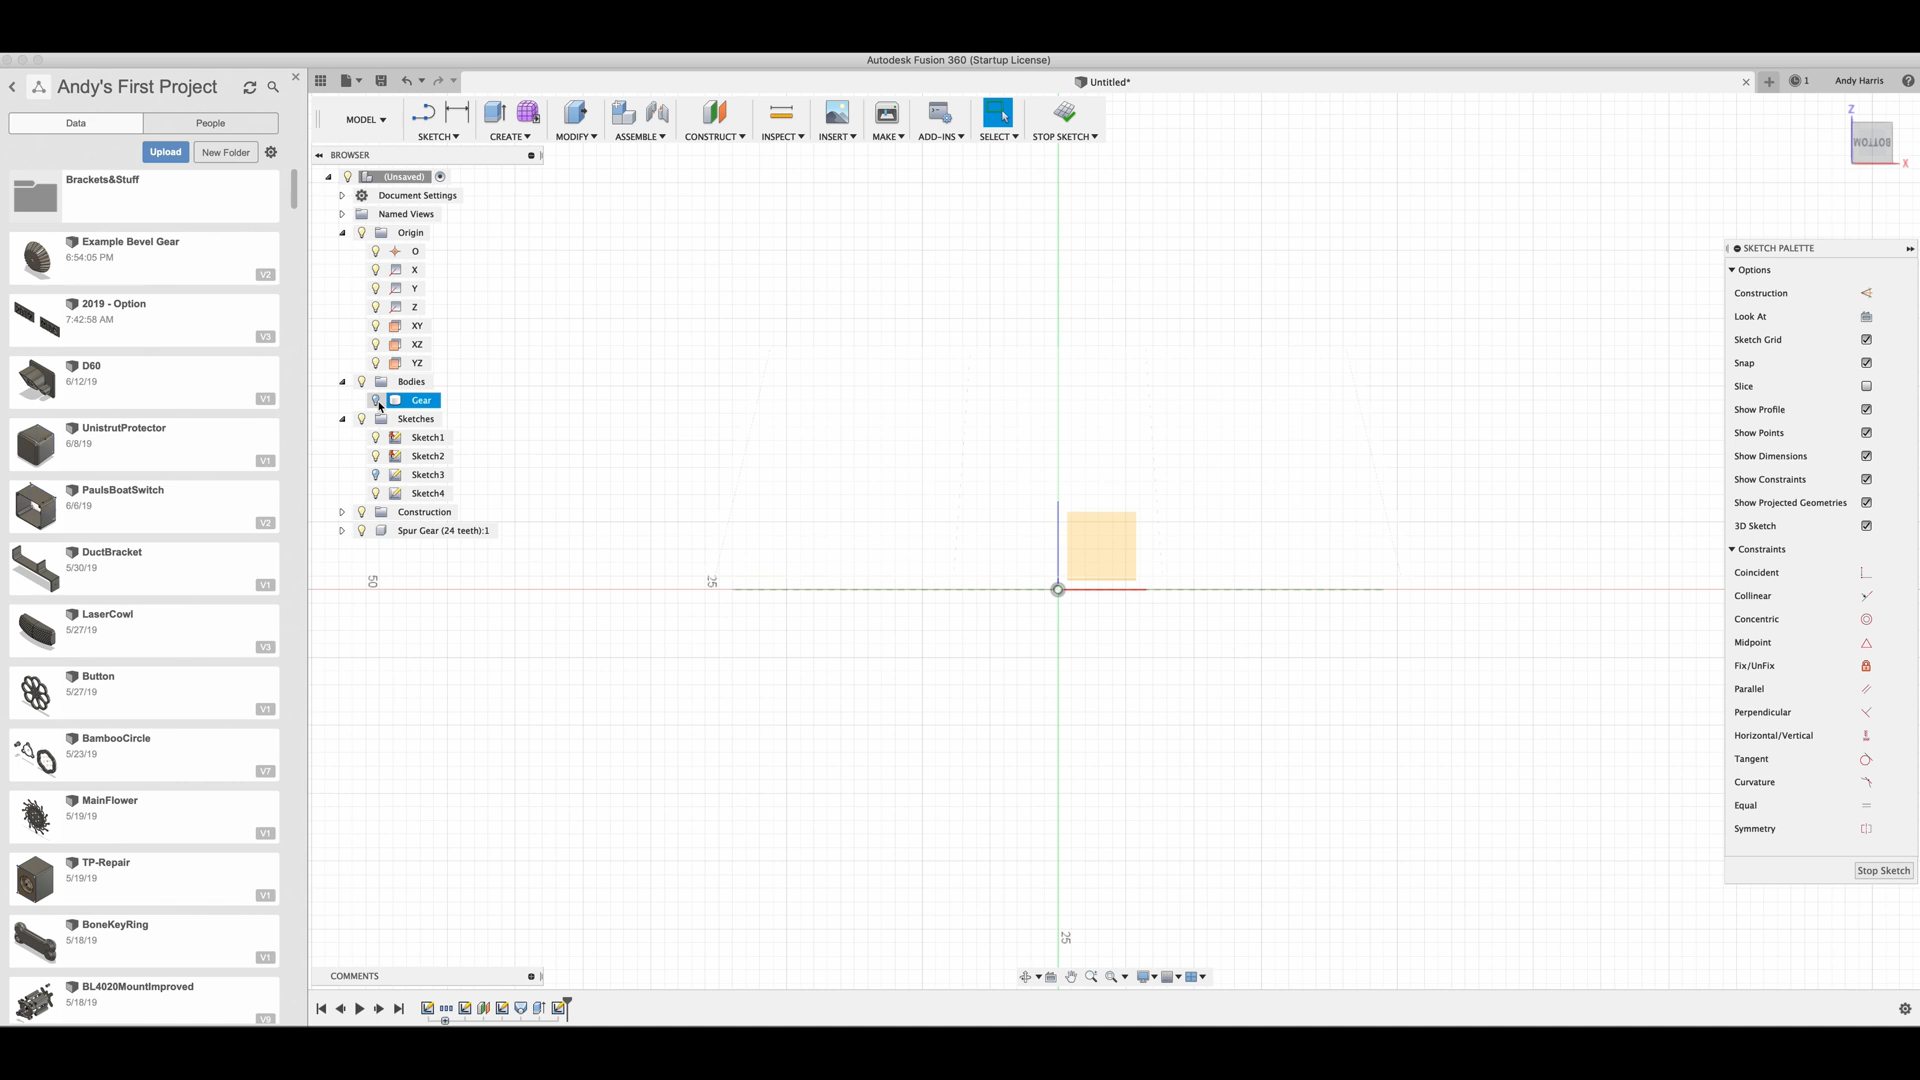 Autodesk Fusion 360 (Startup License)
Andy's First Project
Untitled*
1
Andy Harris
Data
People
Upload
New Folder
Brackets&Stuff
Example Bevel Gear
6:54:05 PM
V2
2019 - Option
7:42:58 AM
V3
D60
6/12/19
V1
UnistrutProtector
6/8/19
V1
PaulsBoatSwitch
6/6/19
V2
DuctBracket
5/30/19
V1
LaserCowl
5/27/19
V3
Button
5/27/19
V1
BambooCircle
5/23/19
V7
MainFlower
5/19/19
V1
TP-Repair
5/19/19
V1
BoneKeyRing
5/18/19
V1
BL4020MountImproved
5/18/19
V9
MODEL
SKETCH
CREATE
MODIFY
ASSEMBLE
CONSTRUCT
INSPECT
INSERT
MAKE
ADD-INS
SELECT
STOP SKETCH
BROWSER
(Unsaved)
Document Settings
Named Views
Origin
O
X
Y
Z
XY
XZ
YZ
Bodies
Gear
Sketches
Sketch1
Sketch2
Sketch3
Sketch4
Construction
Spur Gear (24 teeth):1
50
25
25
Z
BOTTOM
X
SKETCH PALETTE
Options
Construction
Look At
Sketch Grid
Snap
Slice
Show Profile
Show Points
Show Dimensions
Show Constraints
Show Projected Geometries
3D Sketch
Constraints
Coincident
Collinear
Concentric
Midpoint
Fix/UnFix
Parallel
Perpendicular
Horizontal/Vertical
Tangent
Curvature
Equal
Symmetry
Stop Sketch
COMMENTS